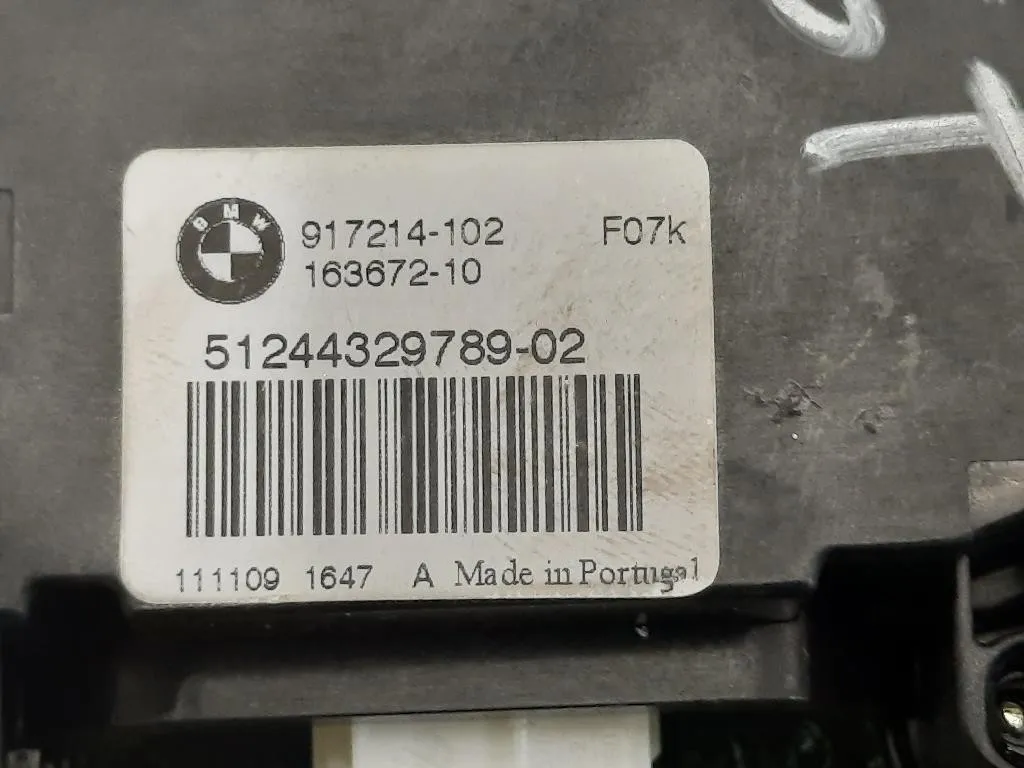 BMW
917214-102 F07k
163672-10
51244329789-02
111109 1647 A Made in Portugal